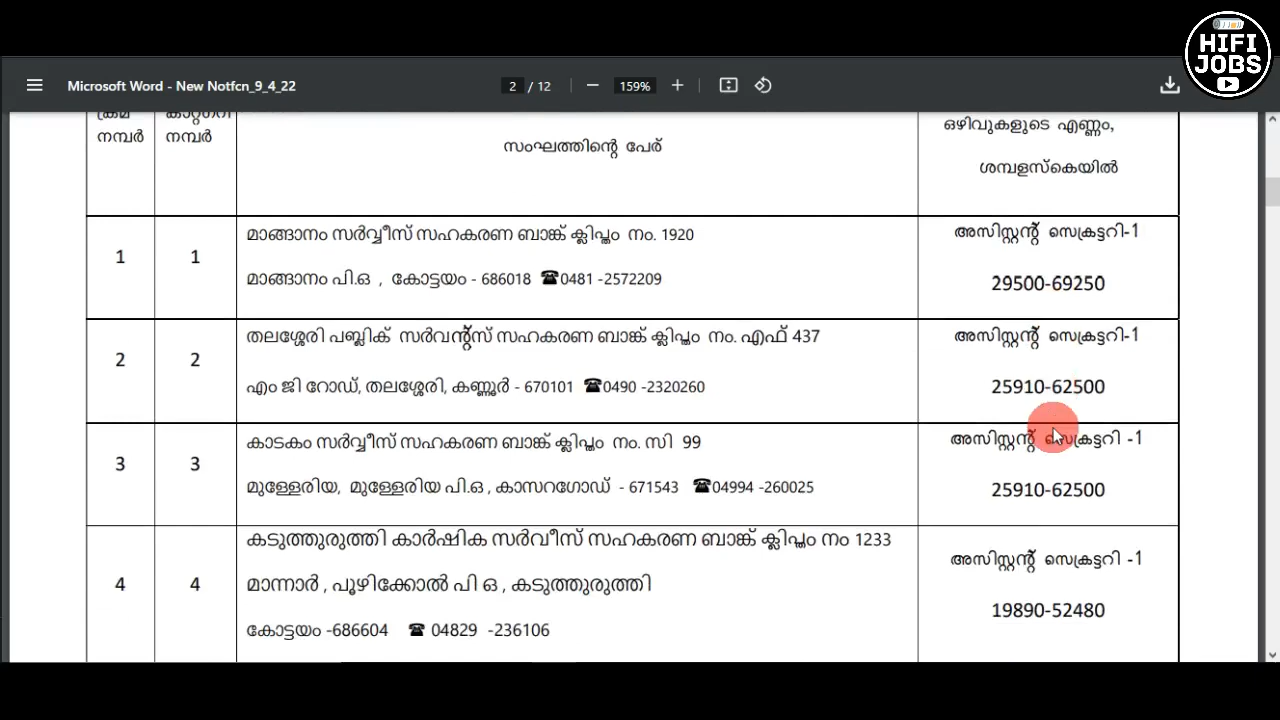 HIFI
JOBS
Microsoft Word - New Notfcn_9_4_22
2 / 12
159%
ക്രമ
നമ്പർ
കാറ്റഗറി
നമ്പർ
സംഘത്തിന്റെ പേര്
ഒഴിവുകളുടെ എണ്ണം,
ശമ്പളസ്കെയിൽ
1
1
മാങ്ങാനം സർവ്വീസ് സഹകരണ ബാങ്ക് ക്ലിപ്തം നം. 1920
മാങ്ങാനം പി.ഒ , കോട്ടയം - 686018 ☎0481 -2572209
അസിസ്റ്റന്റ് സെക്രട്ടറി-1
29500-69250
2
2
തലശ്ശേരി പബ്ലിക് സർവന്റ്സ് സഹകരണ ബാങ്ക് ക്ലിപ്തം നം. എഫ് 437
എം ജി റോഡ്, തലശ്ശേരി, കണ്ണൂർ - 670101 ☎0490 -2320260
അസിസ്റ്റന്റ് സെക്രട്ടറി-1
25910-62500
3
3
കാടകം സർവ്വീസ് സഹകരണ ബാങ്ക് ക്ലിപ്തം നം. സി 99
മുള്ളേരിയ, മുള്ളേരിയ പി.ഒ , കാസറഗോഡ് - 671543 ☎04994 -260025
അസിസ്റ്റന്റ് സെക്രട്ടറി -1
25910-62500
4
4
കടുത്തുരുത്തി കാർഷിക സർവീസ് സഹകരണ ബാങ്ക് ക്ലിപ്തം നം 1233
മാന്നാർ , പൂഴിക്കോൽ പി ഒ , കടുത്തുരുത്തി
കോട്ടയം -686604 ☎ 04829 -236106
അസിസ്റ്റന്റ് സെക്രട്ടറി -1
19890-52480